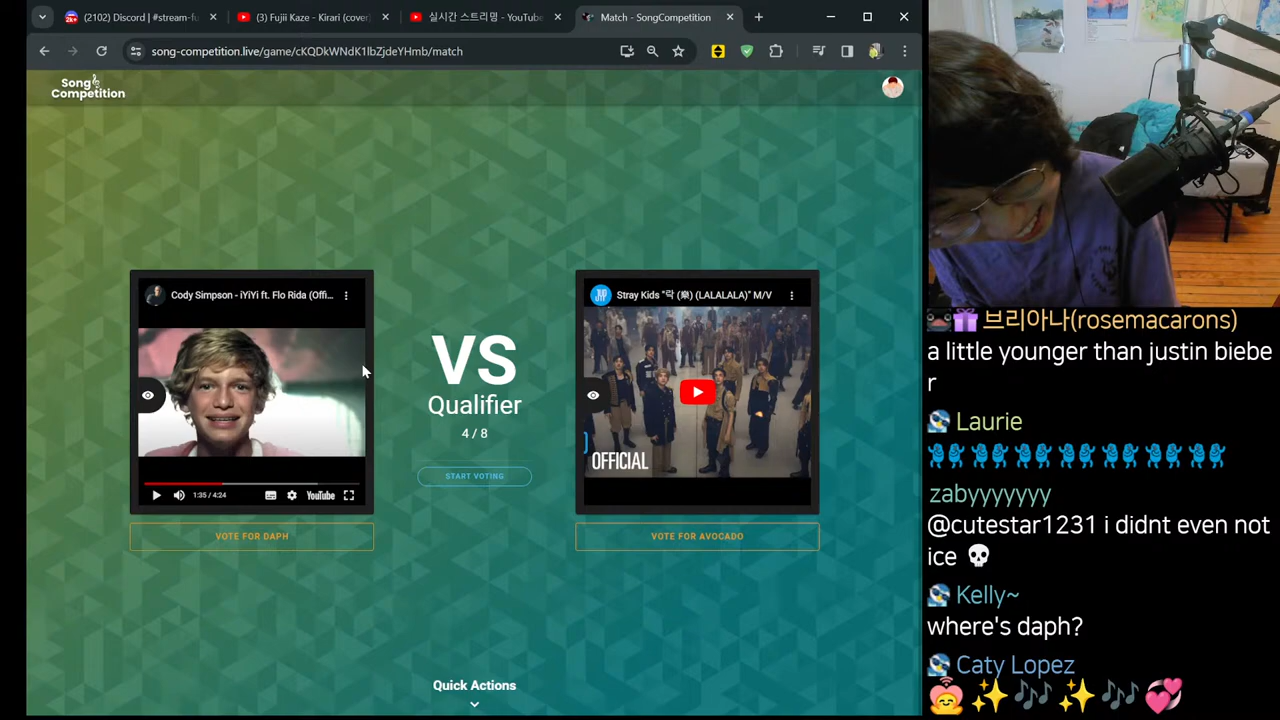 (2102) Discord | #stream-fu
(3) Fujii Kaze - Kirari (cover)
실시간 스트리밍 - YouTube
Match - SongCompetition
song-competition.live/game/cKQDkWNdK1lbZjdeYHmb/match
Song
Competition
Cody Simpson - iYiYi ft. Flo Rida (Offi...
1:35 / 4:24
YouTube
VOTE FOR DAPH
VS
Qualifier
4 / 8
START VOTING
Stray Kids "락 (樂) (LALALALA)" M/V
OFFICIAL
VOTE FOR AVOCADO
Quick Actions
브리아나(rosemacarons)
a little younger than justin biebe
r
Laurie
zabyyyyyyy
@cutestar1231 i didnt even not
ice
Kelly~
where's daph?
Caty Lopez